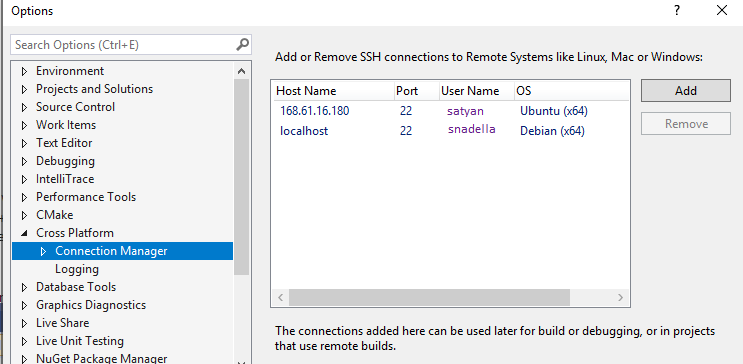 Options
Search Options (Ctrl+E)
Environment
Projects and Solutions
Source Control
Work Items
Text Editor
Debugging
IntelliTrace
Performance Tools
CMake
Cross Platform
Connection Manager
Logging
Database Tools
Graphics Diagnostics
Live Share
Live Unit Testing
NuGet Package Manager
Add or Remove SSH connections to Remote Systems like Linux, Mac or Windows:
Host Name Port User Name OS
168.61.16.180 22 satyan Ubuntu (x64)
localhost 22 snadella Debian (x64)
Add
Remove
The connections added here can be used later for build or debugging, or in projects
that use remote builds.